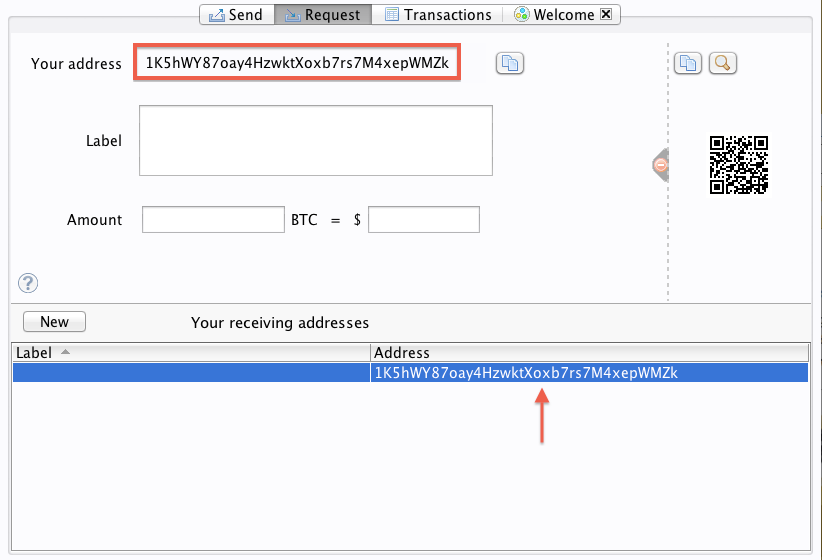 Send Request Transactions Welcome
Your address 1K5hWY87oay4HzwktXoxb7rs7M4xepWMZk
Label
Amount BTC = $
?
New Your receiving addresses
Label Address
1K5hWY87oay4HzwktXoxb7rs7M4xepWMZk